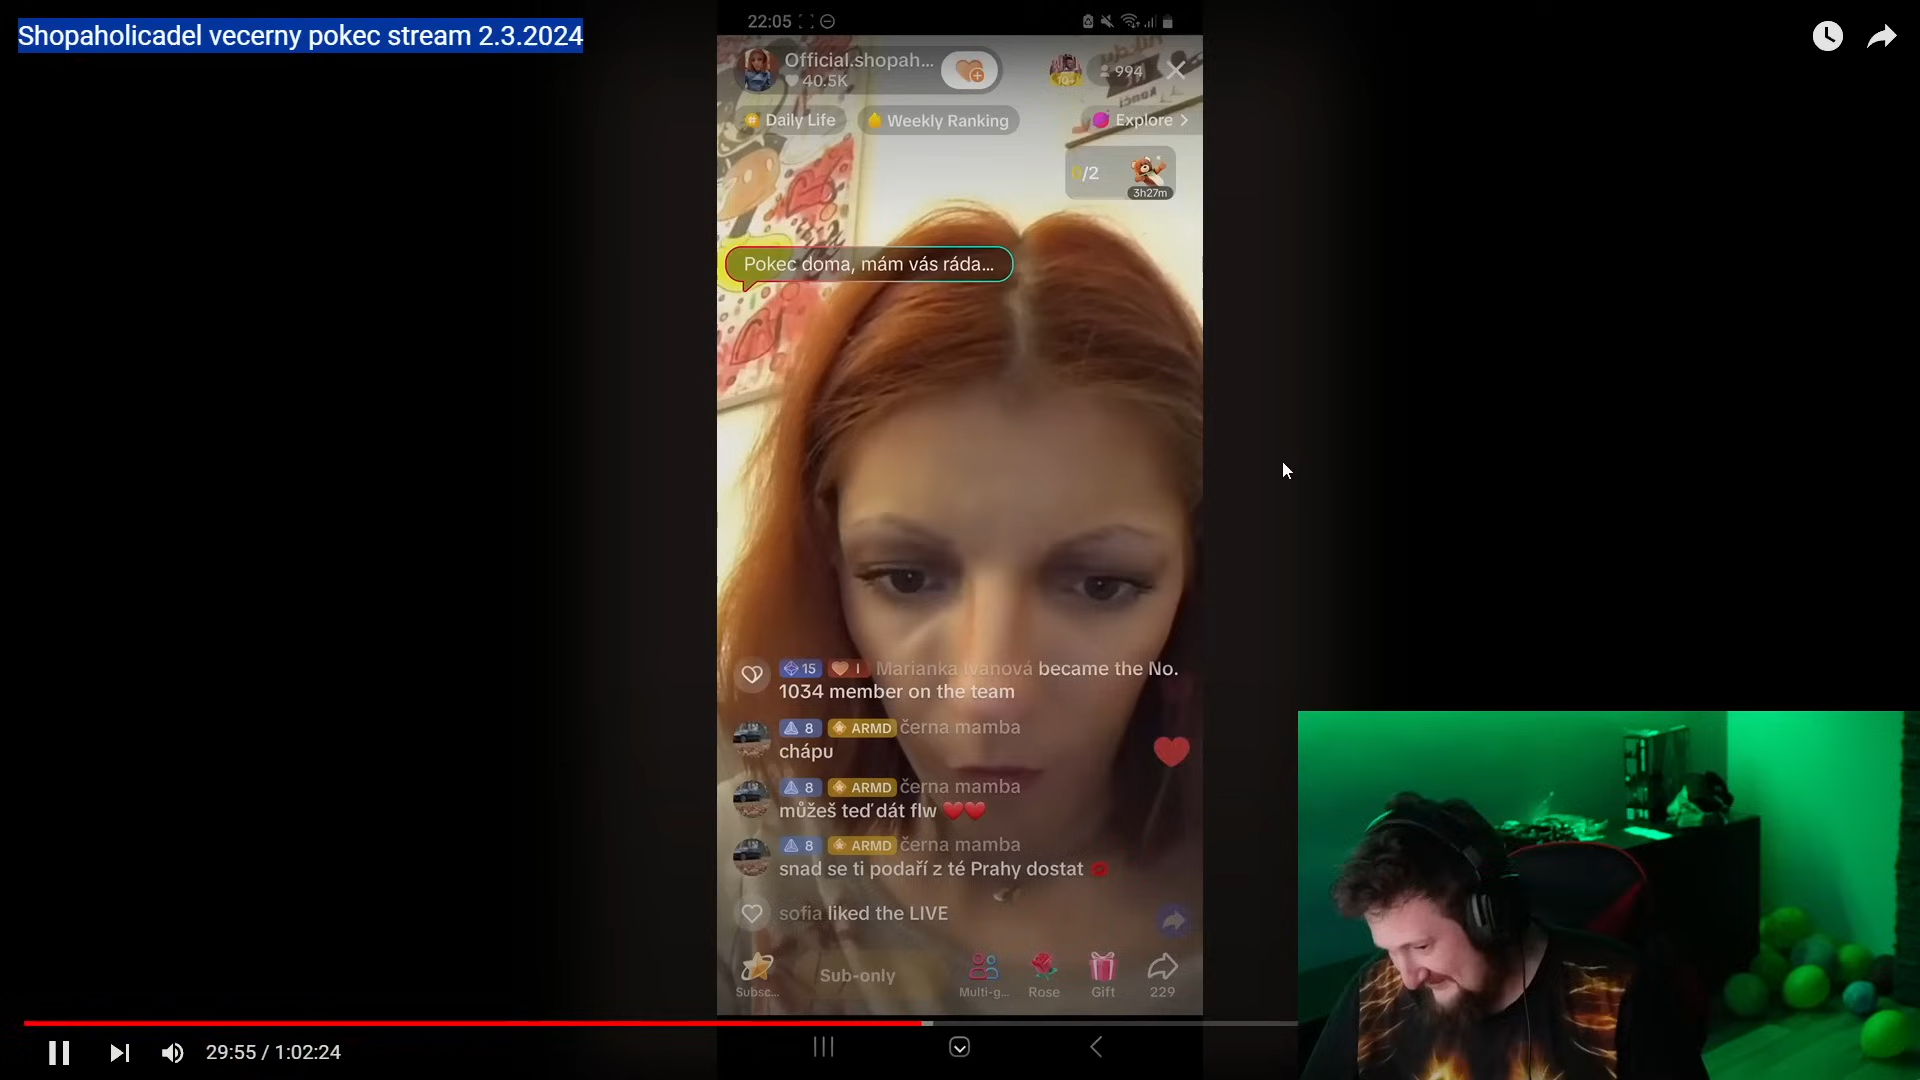 Shopaholicadel vecerny pokec stream 2.3.2024
22:05
Official.shopah...
40.5K
994
Daily Life
Weekly Ranking
Explore >
0/2
3h27m
Pokec doma, mám vás ráda...
15 I Marianka Ivanová became the No.
1034 member on the team
8 ARMD černa mamba
chápu
8 ARMD černa mamba
můžeš teď dát flw ❤️❤️
8 ARMD černa mamba
snad se ti podaří z té Prahy dostat
sofia liked the LIVE
Subsc...
Sub-only
Multi-g...
Rose
Gift
229
29:55 / 1:02:24